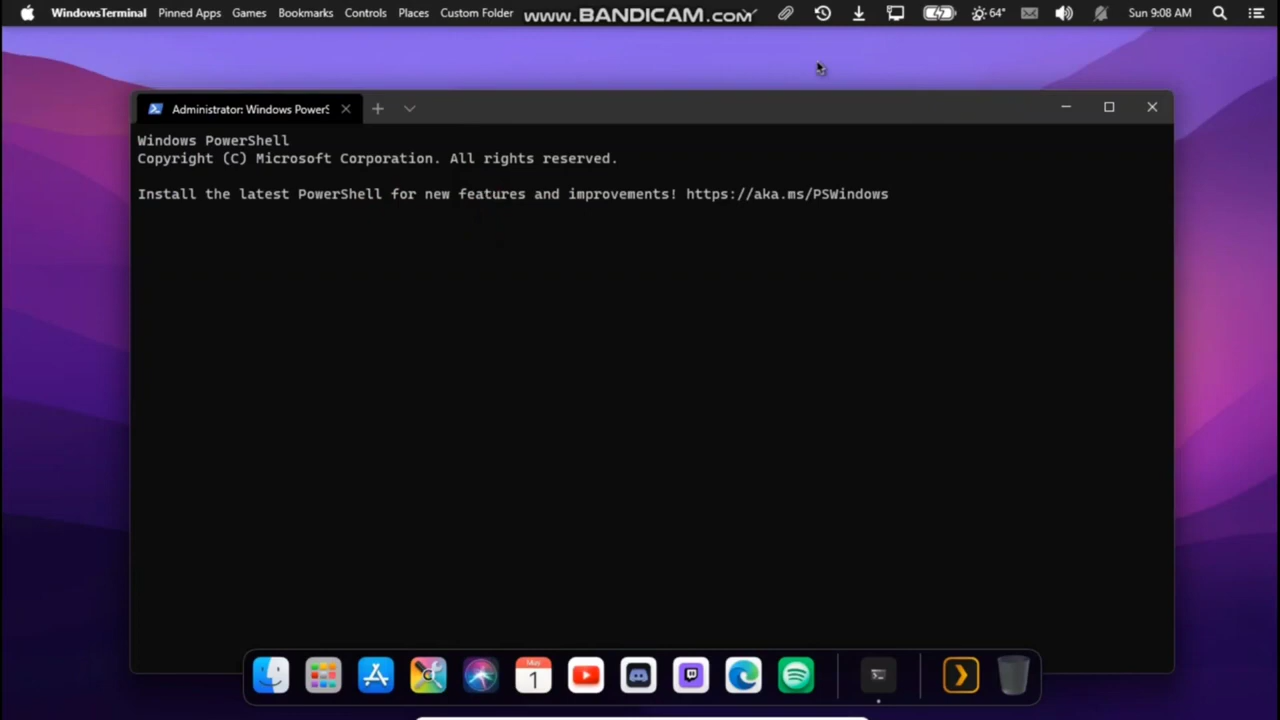 WindowsTerminal Pinned Apps Games Bookmarks Controls Places Custom Folder www.BANDICAM.com 64° Sun 9:08 AM
Administrator: Windows PowerS
Windows PowerShell
Copyright (C) Microsoft Corporation. All rights reserved.
Install the latest PowerShell for new features and improvements! https://aka.ms/PSWindows
1